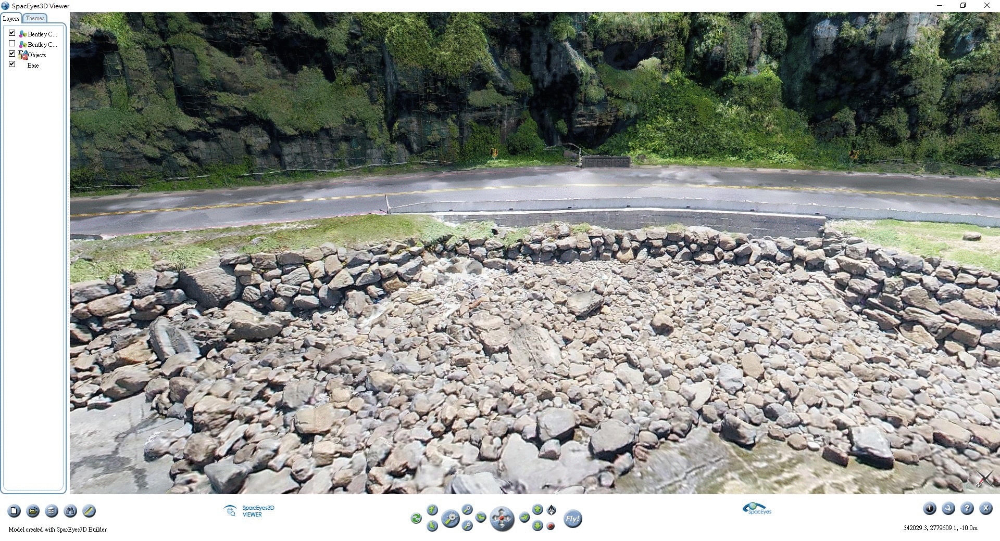 SpacEyes3D Viewer
Layers
Themes
Bentley C...
Bentley C...
Objects
Base
SpacEyes3D
VIEWER
Fly!
SpacEyes
Model created with SpacEyes3D Builder
342029.3, 2779609.1, -10.0m